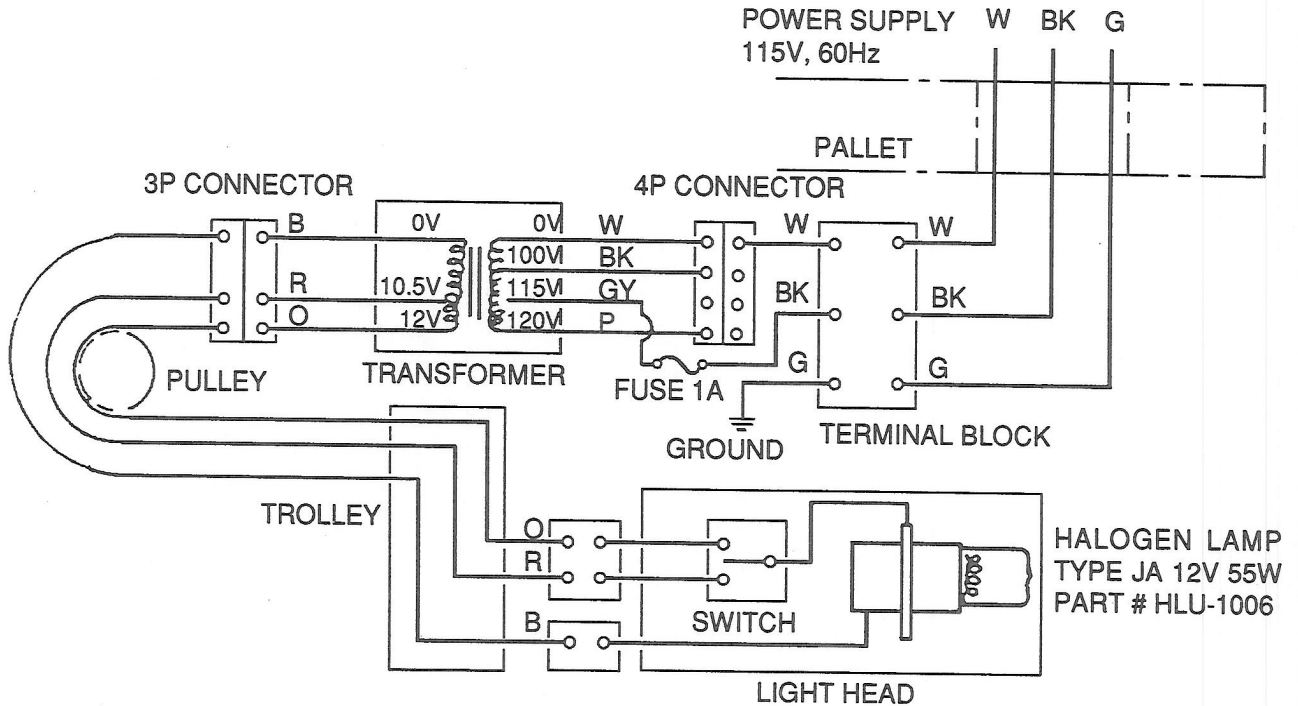 POWER SUPPLY W BK G
115V, 60Hz
PALLET
3P CONNECTOR
4P CONNECTOR
B
0V
0V
W
W
W
100V
BK
R
10.5V
115V
GY
BK
BK
O
12V
120V
P
G
G
PULLEY
TRANSFORMER
FUSE 1A
GROUND
TERMINAL BLOCK
TROLLEY
O
R
B
SWITCH
HALOGEN LAMP
TYPE JA 12V 55W
PART # HLU-1006
LIGHT HEAD